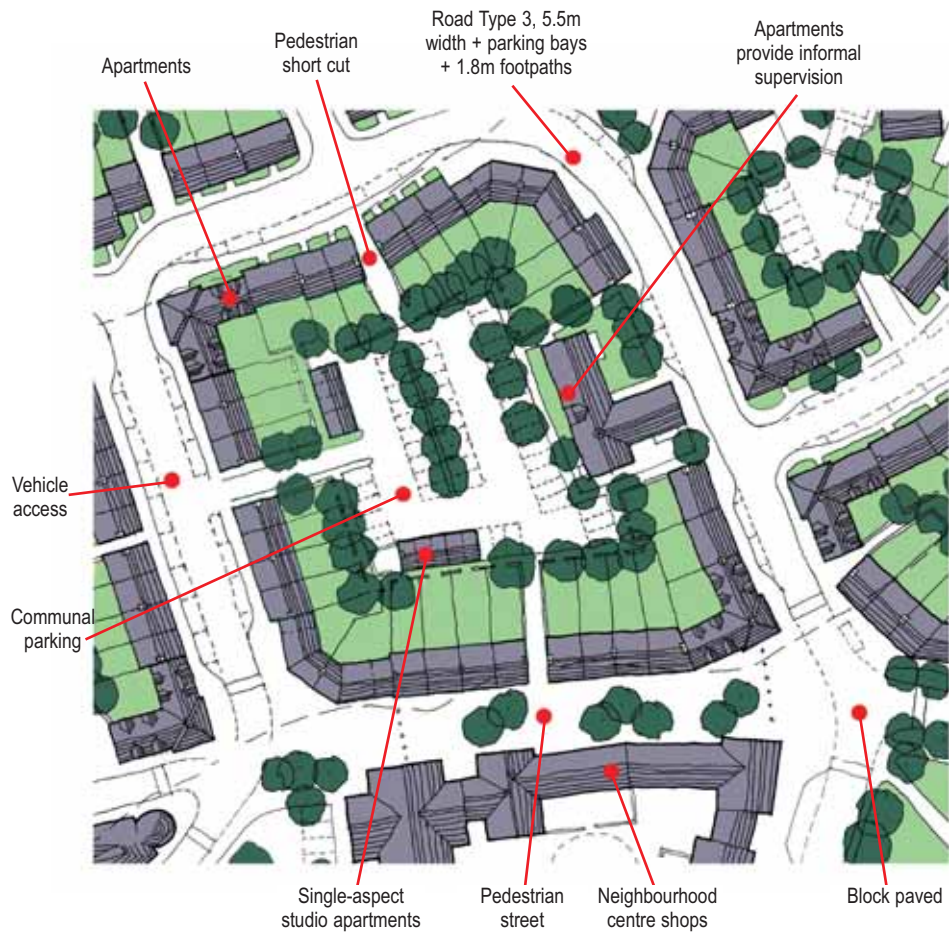 Road Type 3, 5.5m
width + parking bays
+ 1.8m footpaths
Apartments
provide informal
supervision
Pedestrian
short cut
Apartments
Vehicle
access
Communal
parking
Single-aspect
studio apartments
Pedestrian
street
Neighbourhood
centre shops
Block paved